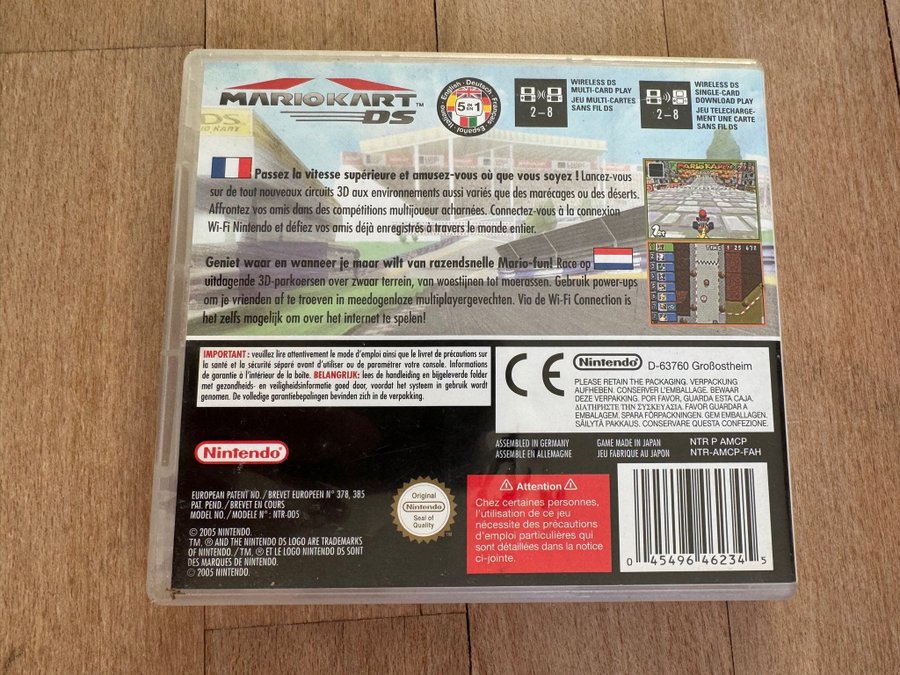 MARIOKART™
DS
English • Deutsch • Français • Español • Italiano
5 IN EN 1
2–8
WIRELESS DS
MULTI-CARD PLAY
JEU MULTI-CARTES
SANS FIL DS
2–8
WIRELESS DS
SINGLE-CARD
DOWNLOAD PLAY
JEU TELECHARGE-
MENT UNE CARTE
SANS FIL DS
DS
MARIO KART
Passez la vitesse supérieure et amusez-vous où que vous soyez ! Lancez-vous
sur de tout nouveaux circuits 3D aux environnements aussi variés que des marécages ou des déserts.
Affrontez vos amis dans des compétitions multijoueur acharnées. Connectez-vous à la connexion
Wi-Fi Nintendo et défiez vos amis déjà enregistrés à travers le monde entier.
Geniet waar en wanneer je maar wilt van razendsnelle Mario-fun! Race op
uitdagende 3D-parkoersen over zwaar terrein, van woestijnen tot moerassen. Gebruik power-ups
om je vrienden af te troeven in meedogenloze multiplayergevechten. Via de Wi-Fi Connection is
het zelfs mogelijk om over het internet te spelen!
IMPORTANT : veuillez lire attentivement le mode d'emploi ainsi que le livret de précautions sur
la santé et la sécurité séparé avant d'utiliser ou de paramétrer votre console. Informations
de garantie à l'intérieur de la boîte. BELANGRIJK: lees de handleiding en bijgeleverde folder
met gezondheids- en veiligheidsinformatie goed door, voordat het systeem in gebruik wordt
genomen. De volledige garantiebepalingen bevinden zich in de verpakking.
CE
Nintendo® D-63760 Großostheim
PLEASE RETAIN THE PACKAGING. VERPACKUNG
AUFHEBEN. CONSERVER L'EMBALLAGE. BEWAAR
DEZE VERPAKKING. POR FAVOR, GUARDA ESTA CAJA.
ΔΙΑΤΗΡΗΣΤΕ ΤΗΝ ΣΥΣΚΕΥΑΣΙΑ. FAVOR GUARDAR A
EMBALAGEM. SPARA FÖRPACKNINGEN. GEM EMBALLAGEN.
SÄILYTÄ PAKKAUS. CONSERVARE QUESTA CONFEZIONE.
ASSEMBLED IN GERMANY
ASSEMBLE EN ALLEMAGNE
GAME MADE IN JAPAN
JEU FABRIQUE AU JAPON
NTR P AMCP
NTR-AMCP-FAH
Nintendo®
EUROPEAN PATENT NO. / BREVET EUROPEEN N° 378, 385
PAT. PEND. / BREVET EN COURS
MODEL NO. / MODELE N° : NTR-005
© 2005 NINTENDO.
TM, ® AND THE NINTENDO DS LOGO ARE TRADEMARKS
OF NINTENDO. / TM, ® ET LE LOGO NINTENDO DS SONT
DES MARQUES DE NINTENDO.
© 2005 NINTENDO.
Original
Nintendo
Seal of
Quality
Attention
Chez certaines personnes,
l'utilisation de ce jeu
nécessite des précautions
d'emploi particulières qui
sont détaillées dans la notice
ci-jointe.
0 45496 46234 5